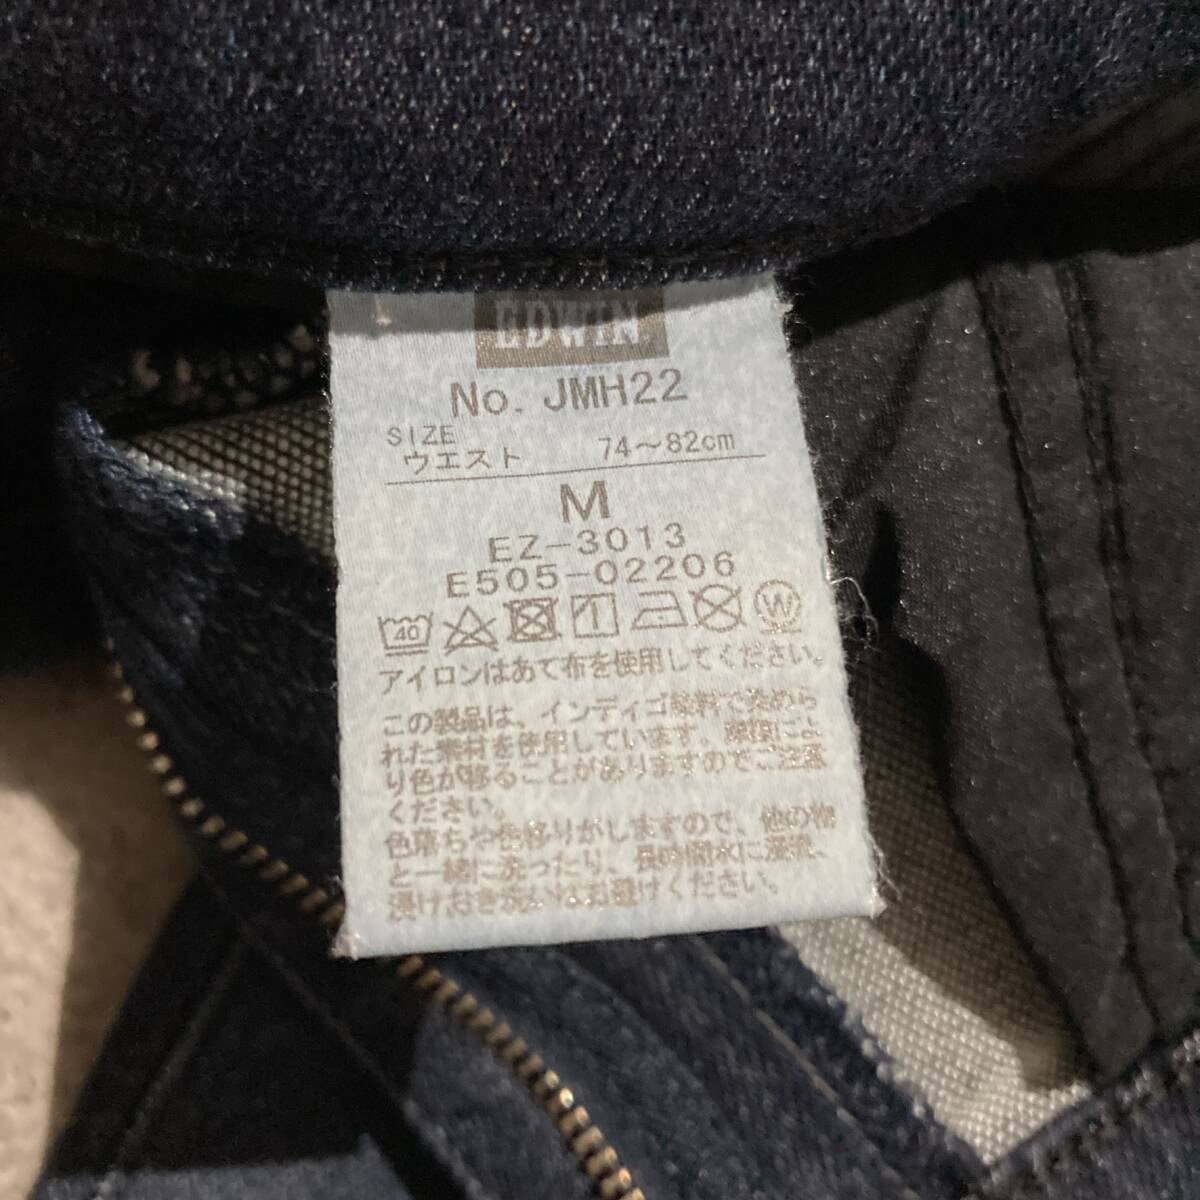 EDWIN
No. JMH22
SIZE
ウエスト 74～82cm
M
EZ-3013
E505-02206
40 W
アイロンはあて布を使用してください。
この製品は、インディゴ染料で染めら
れた素材を使用しています。摩擦によ
り色が移ることがありますのでご注意
ください。
色落ちや色移りがしますので、他の物
と一緒に洗ったり、長時間水に浸漬、
浸けおき洗いはお避けください。